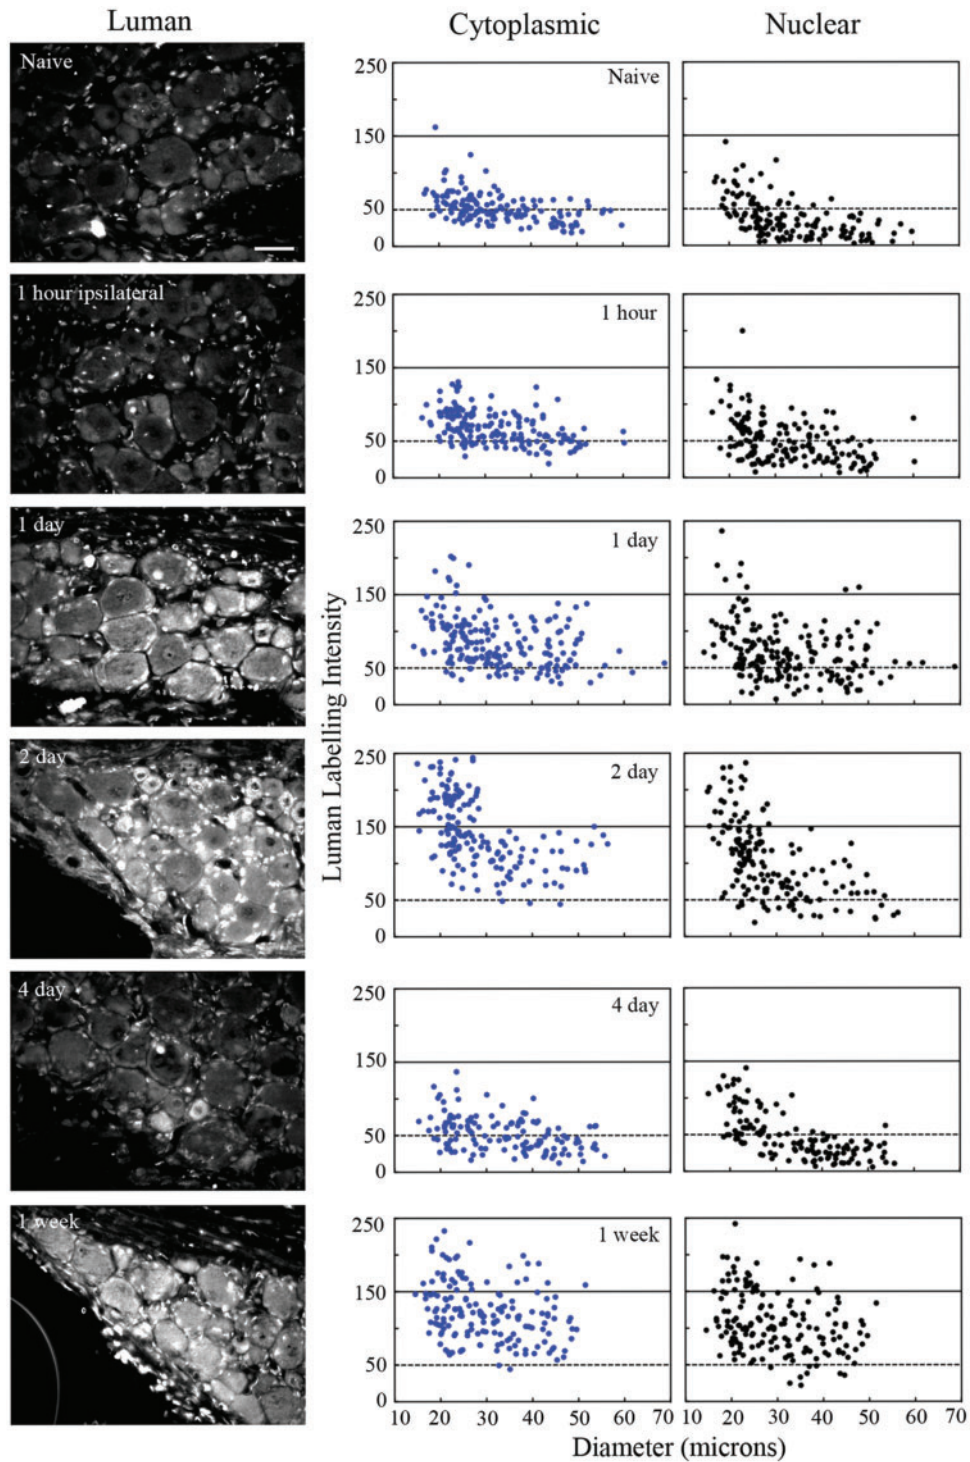 Luman
Cytoplasmic
Nuclear
Naive
250
150
50
0
Naive
1 hour ipsilateral
250
150
50
0
1 hour
1 day
250
150
50
0
1 day
Luman Labelling Intensity
2 day
250
150
50
0
2 day
4 day
250
150
50
0
4 day
1 week
250
150
50
0
1 week
10 20 30 40 50 60 70 20 30 40 50 60 70
Diameter (microns)